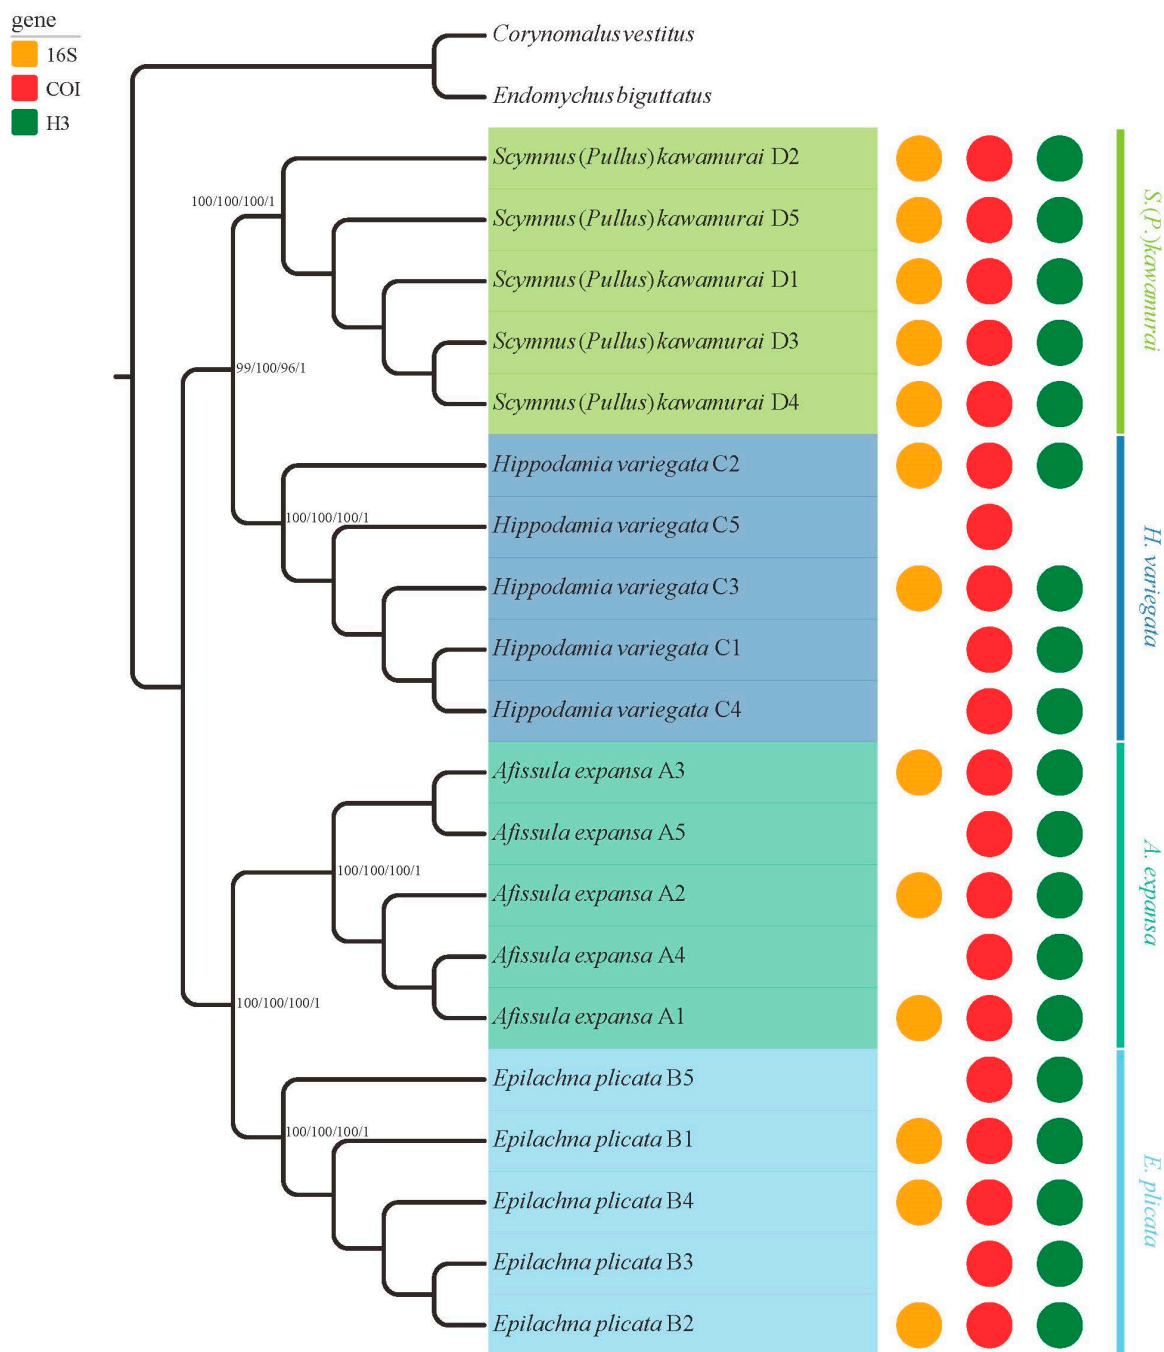 gene
16S
COI
H3
Corynomalus vestitus
Endomychus biguttatus
Scymnus (Pullus) kawamurai D2
100/100/100/1
Scymnus (Pullus) kawamurai D5
Scymnus (Pullus) kawamurai D1
Scymnus (Pullus) kawamurai D3
99/100/96/1
Scymnus (Pullus) kawamurai D4
S.(P.)kawamurai
Hippodamia variegata C2
100/100/100/1
Hippodamia variegata C5
Hippodamia variegata C3
Hippodamia variegata C1
Hippodamia variegata C4
H. variegata
Afissula expansa A3
Afissula expansa A5
100/100/100/1
Afissula expansa A2
Afissula expansa A4
100/100/100/1
Afissula expansa A1
A. expansa
Epilachna plicata B5
100/100/100/1
Epilachna plicata B1
Epilachna plicata B4
Epilachna plicata B3
Epilachna plicata B2
E. plicata